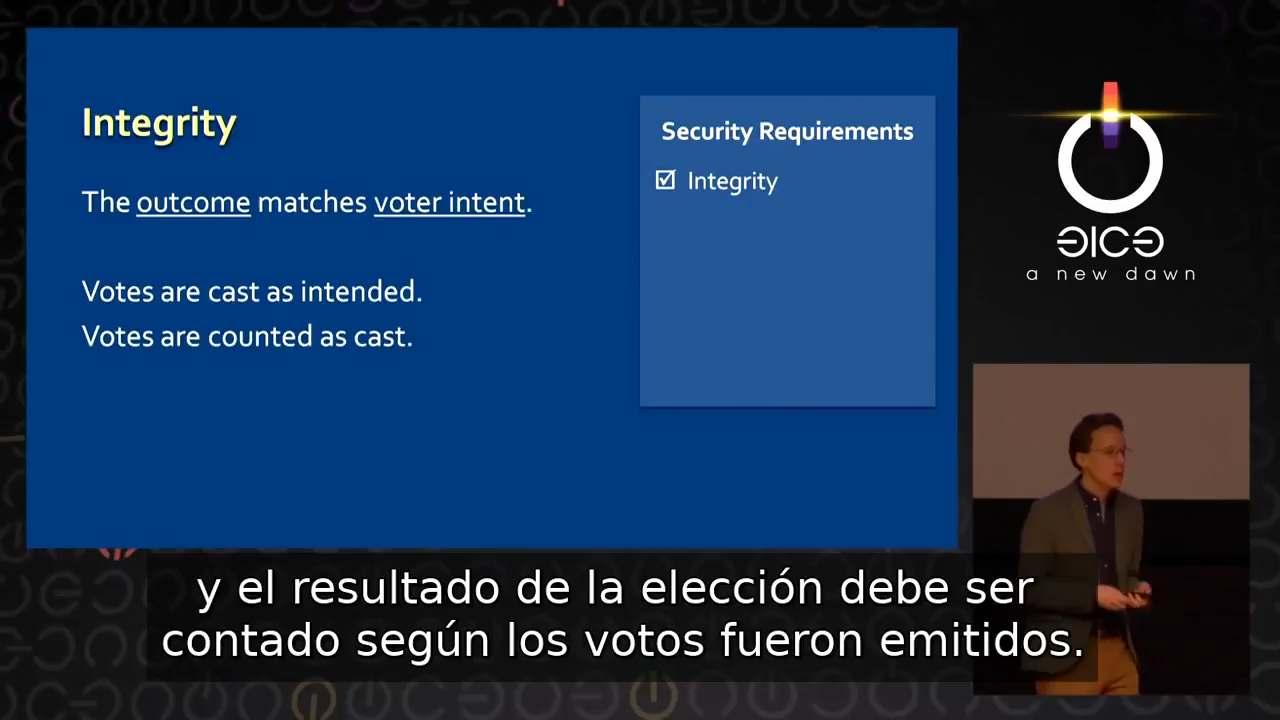 Integrity
The outcome matches voter intent.
Votes are cast as intended.
Votes are counted as cast.
Security Requirements
☑ Integrity
a new dawn
y el resultado de la elección debe ser
contado según los votos fueron emitidos.